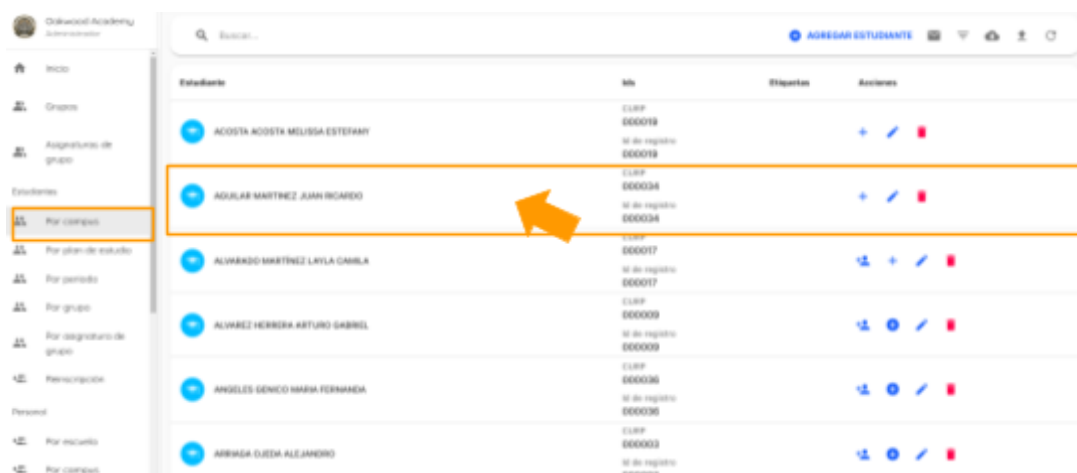 Oakwood Academy
Administrador
Inicio
Grupos
Asignaturas de
grupo
Estudiantes
Por campus
Por plan de estudio
Por periodo
Por grupo
Por asignatura de
grupo
Reinscripción
Personal
Por escuela
Por campus
Buscar...
AGREGAR ESTUDIANTE
Estudiante Ids Etiquetas Acciones
CURP
000019
ACOSTA ACOSTA MELISSA ESTEFANY
Id de registro
000019
CURP
000034
AGUILAR MARTINEZ JUAN RICARDO
Id de registro
000034
CURP
000017
ALVARADO MARTÍNEZ LAYLA CAMILA
Id de registro
000017
CURP
000009
ALVAREZ HERRERA ARTURO GABRIEL
Id de registro
000009
CURP
000036
ANGELES GENICO MARIA FERNANDA
Id de registro
000036
CURP
000003
ARRIAGA OJEDA ALEJANDRO
Id de registro